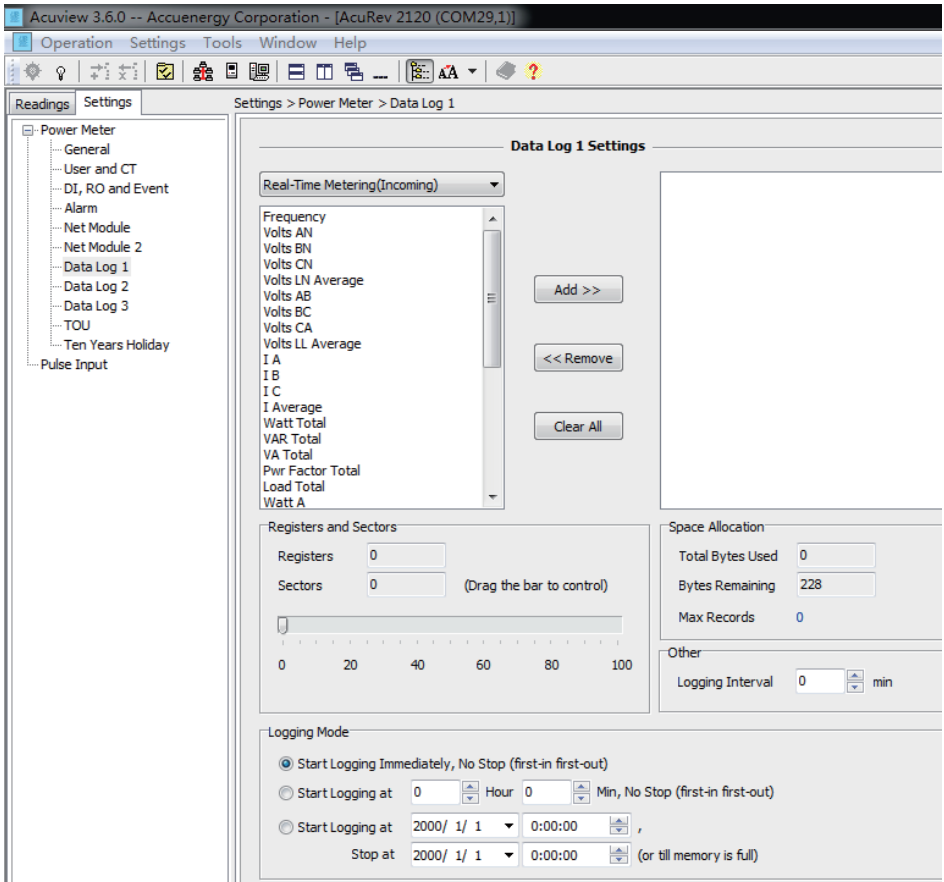 Acuview 3.6.0 -- Accuenergy Corporation - [AcuRev 2120 (COM29,1)]
Operation Settings Tools Window Help
Readings Settings
Settings > Power Meter > Data Log 1
Power Meter
General
User and CT
DI, RO and Event
Alarm
Net Module
Net Module 2
Data Log 1
Data Log 2
Data Log 3
TOU
Ten Years Holiday
Pulse Input
Data Log 1 Settings
Real-Time Metering(Incoming)
Frequency
Volts AN
Volts BN
Volts CN
Volts LN Average
Volts AB
Volts BC
Volts CA
Volts LL Average
I A
I B
I C
I Average
Watt Total
VAR Total
VA Total
Pwr Factor Total
Load Total
Watt A
Add >>
<< Remove
Clear All
Registers and Sectors
Registers 0
Sectors 0 (Drag the bar to control)
0 20 40 60 80 100
Space Allocation
Total Bytes Used 0
Bytes Remaining 228
Max Records 0
Other
Logging Interval 0 min
Logging Mode
Start Logging Immediately, No Stop (first-in first-out)
Start Logging at 0 Hour 0 Min, No Stop (first-in first-out)
Start Logging at 2000/ 1/ 1 0:00:00 ,
Stop at 2000/ 1/ 1 0:00:00 (or till memory is full)